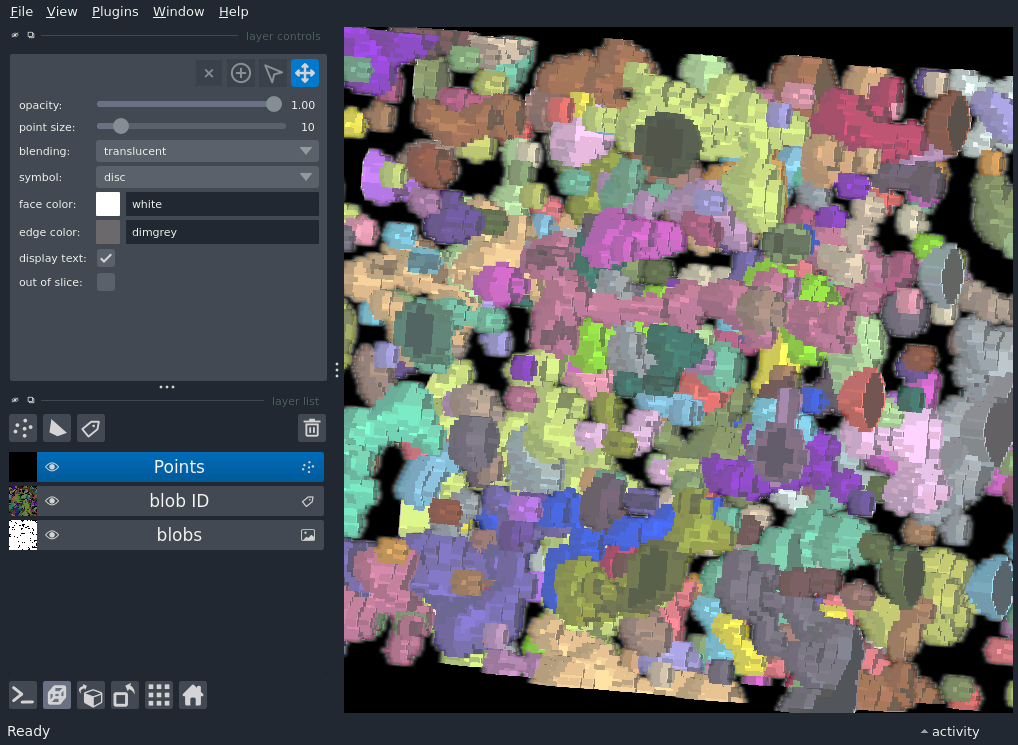 File View Plugins Window Help
layer controls
opacity: 1.00
point size: 10
blending: translucent
symbol: disc
face color: white
edge color: dimgrey
display text:
out of slice:
layer list
Points
blob ID
blobs
Ready
activity